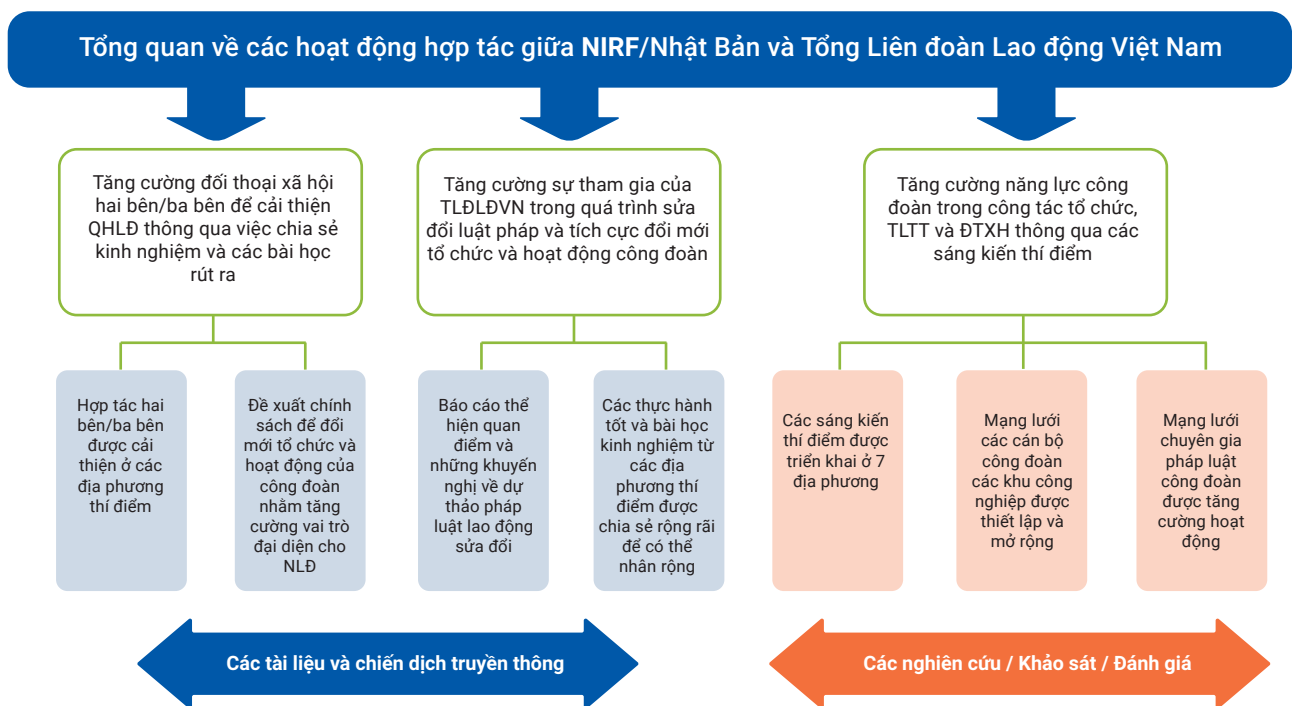 Tổng quan về các hoạt động hợp tác giữa NIRF/Nhật Bản và Tổng Liên đoàn Lao động Việt Nam
Tăng cường đối thoại xã hội
hai bên/ba bên để cải thiện
QHLĐ thông qua việc chia sẻ
kinh nghiệm và các bài học
rút ra
Tăng cường sự tham gia của
TLĐLĐVN trong quá trình sửa
đổi luật pháp và tích cực đổi mới
tổ chức và hoạt động công đoàn
Tăng cường năng lực công
đoàn trong công tác tổ chức,
TLTT và ĐTXH thông qua các
sáng kiến thí điểm
Hợp tác hai
bên/ba bên
được cải
thiện ở các
địa phương
thí điểm
Đề xuất chính
sách để đổi
mới tổ chức và
hoạt động của
công đoàn
nhằm tăng
cường vai trò
đại diện cho
NLĐ
Báo cáo thể
hiện quan
điểm và
những khuyến
nghị về dự
thảo pháp
luật lao động
sửa đổi
Các thực hành
tốt và bài học
kinh nghiệm từ
các địa
phương thí
điểm được
chia sẻ rộng rãi
để có thể
nhân rộng
Các sáng kiến
thí điểm được
triển khai ở 7
địa phương
Mạng lưới
các cán bộ
công đoàn
các khu công
nghiệp được
thiết lập và
mở rộng
Mạng lưới
chuyên gia
pháp luật
công đoàn
được tăng
cường hoạt
động
Các tài liệu và chiến dịch truyền thông
Các nghiên cứu / Khảo sát / Đánh giá